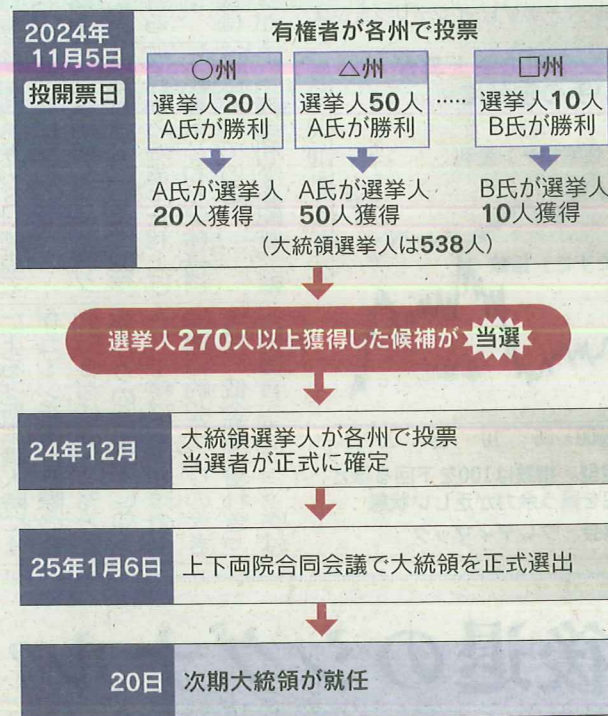 2024年
11月5日
投開票日
有権者が各州で投票
○州
選挙人20人
A氏が勝利
A氏が選挙人
20人獲得
△州
選挙人50人
A氏が勝利
A氏が選挙人
50人獲得
‥‥‥
□州
選挙人10人
B氏が勝利
B氏が選挙人
10人獲得
(大統領選挙人は538人)
選挙人270人以上獲得した候補が当選
24年12月
大統領選挙人が各州で投票
当選者が正式に確定
25年1月6日
上下両院合同会議で大統領を正式選出
20日
次期大統領が就任